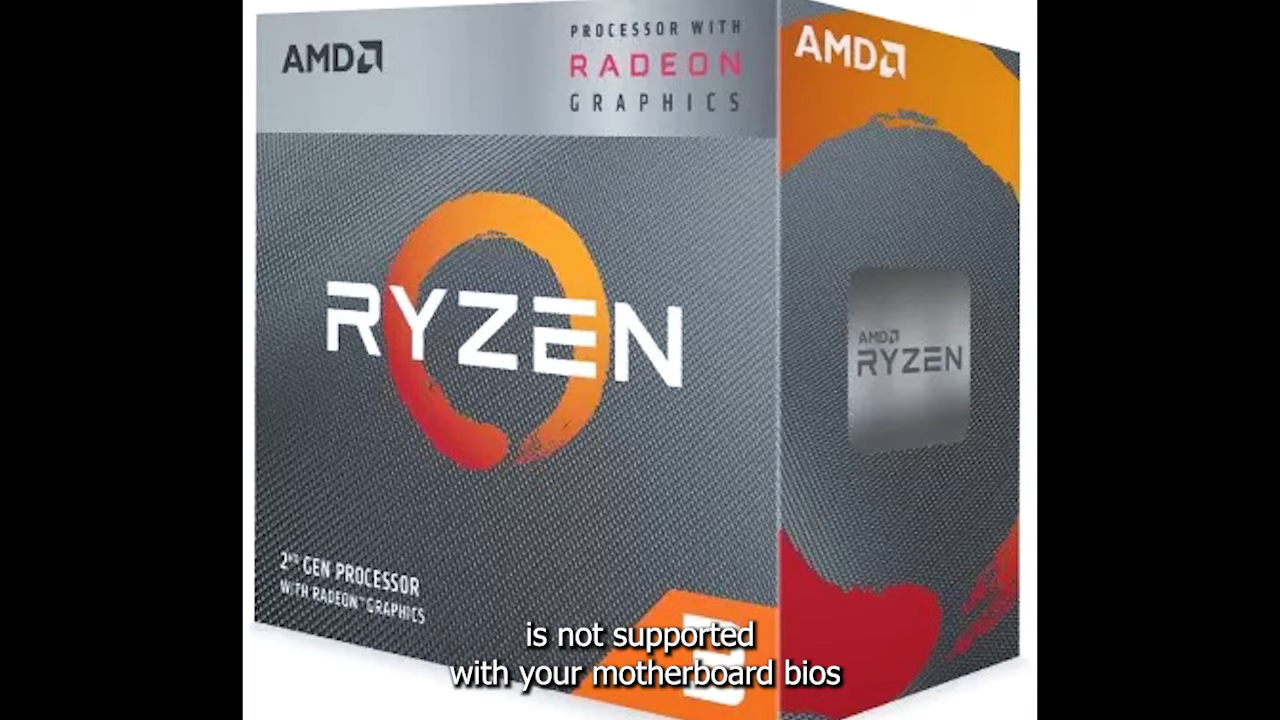 AMD
PROCESSOR WITH
RADEON
GRAPHICS
RYZEN
2ND GEN PROCESSOR
WITH RADEON™ GRAPHICS
AMD
AMD
RYZEN
is not supported
with your motherboard bios